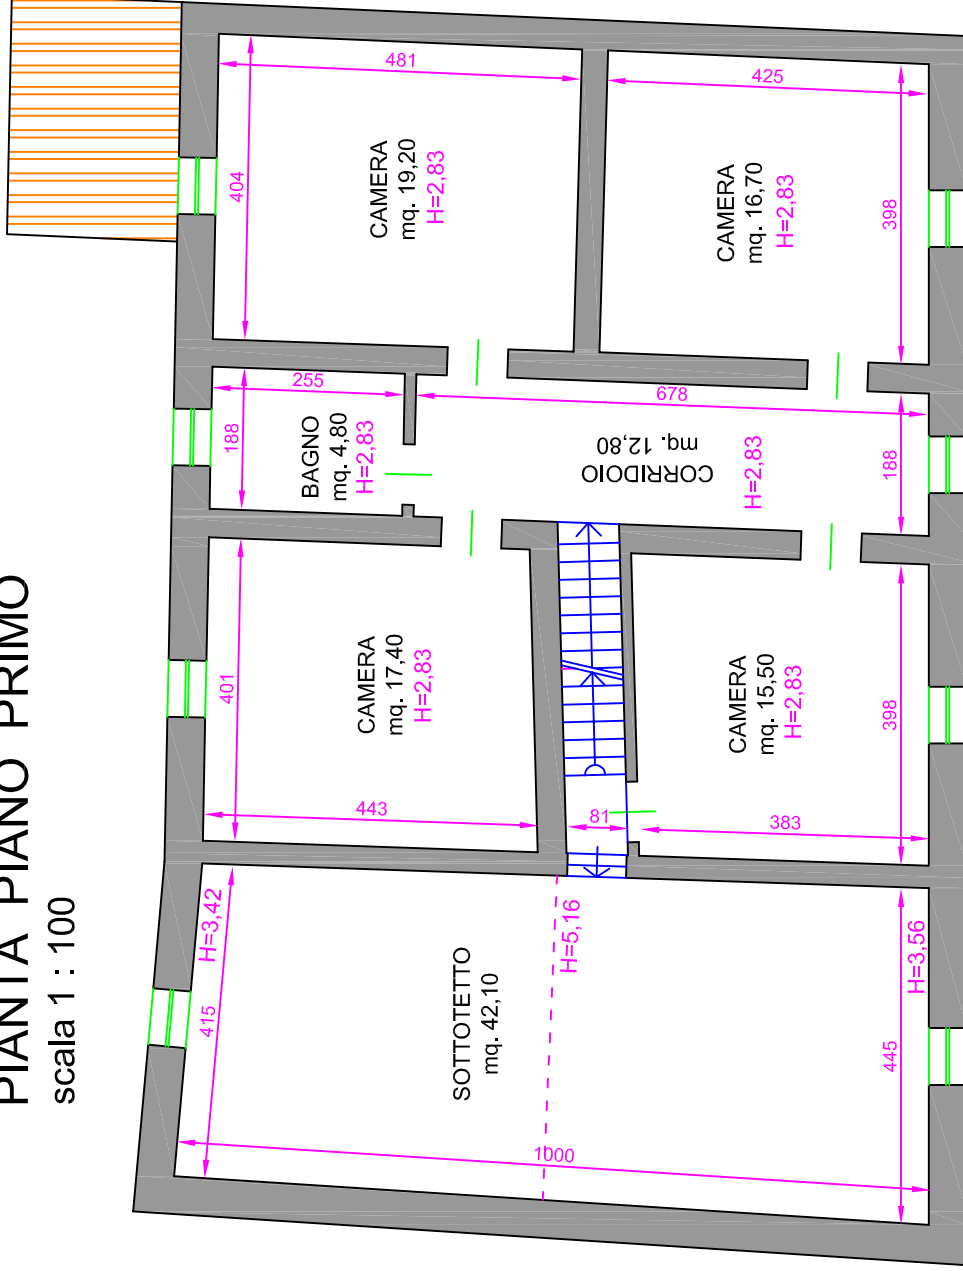 PIANTA PIANO PRIMO
scala 1 : 100
481
404
CAMERA
mq. 19,20
H=2,83
425
398
CAMERA
mq. 16,70
H=2,83
255
188
BAGNO
mq. 4,80
H=2,83
678
CORRIDOIO
mq. 12,80
H=2,83
188
401
CAMERA
mq. 17,40
H=2,83
443
81
CAMERA
mq. 15,50
H=2,83
398
383
H=3,42
415
SOTTOTETTO
mq. 42,10
H=5,16
H=3,56
445
1000